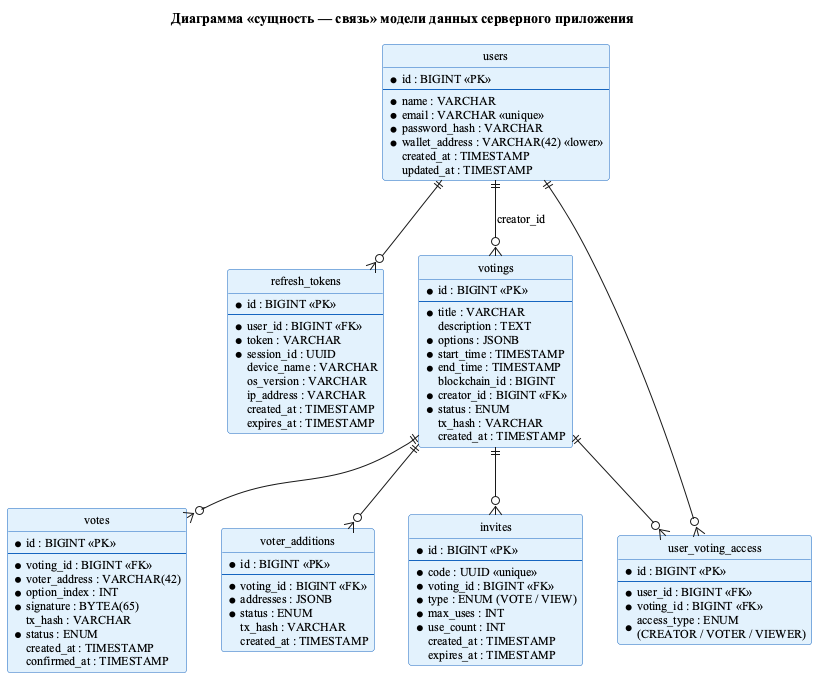 Диаграмма «сущность — связь» модели данных серверного приложения
users
id : BIGINT «PK»
name : VARCHAR
email : VARCHAR «unique»
password_hash : VARCHAR
wallet_address : VARCHAR(42) «lower»
created_at : TIMESTAMP
updated_at : TIMESTAMP
creator_id
refresh_tokens
id : BIGINT «PK»
user_id : BIGINT «FK»
token : VARCHAR
session_id : UUID
device_name : VARCHAR
os_version : VARCHAR
ip_address : VARCHAR
created_at : TIMESTAMP
expires_at : TIMESTAMP
votings
id : BIGINT «PK»
title : VARCHAR
description : TEXT
options : JSONB
start_time : TIMESTAMP
end_time : TIMESTAMP
blockchain_id : BIGINT
creator_id : BIGINT «FK»
status : ENUM
tx_hash : VARCHAR
created_at : TIMESTAMP
votes
id : BIGINT «PK»
voting_id : BIGINT «FK»
voter_address : VARCHAR(42)
option_index : INT
signature : BYTEA(65)
tx_hash : VARCHAR
status : ENUM
created_at : TIMESTAMP
confirmed_at : TIMESTAMP
voter_additions
id : BIGINT «PK»
voting_id : BIGINT «FK»
addresses : JSONB
status : ENUM
tx_hash : VARCHAR
created_at : TIMESTAMP
invites
id : BIGINT «PK»
code : UUID «unique»
voting_id : BIGINT «FK»
type : ENUM (VOTE / VIEW)
max_uses : INT
use_count : INT
created_at : TIMESTAMP
expires_at : TIMESTAMP
user_voting_access
id : BIGINT «PK»
user_id : BIGINT «FK»
voting_id : BIGINT «FK»
access_type : ENUM
(CREATOR / VOTER / VIEWER)